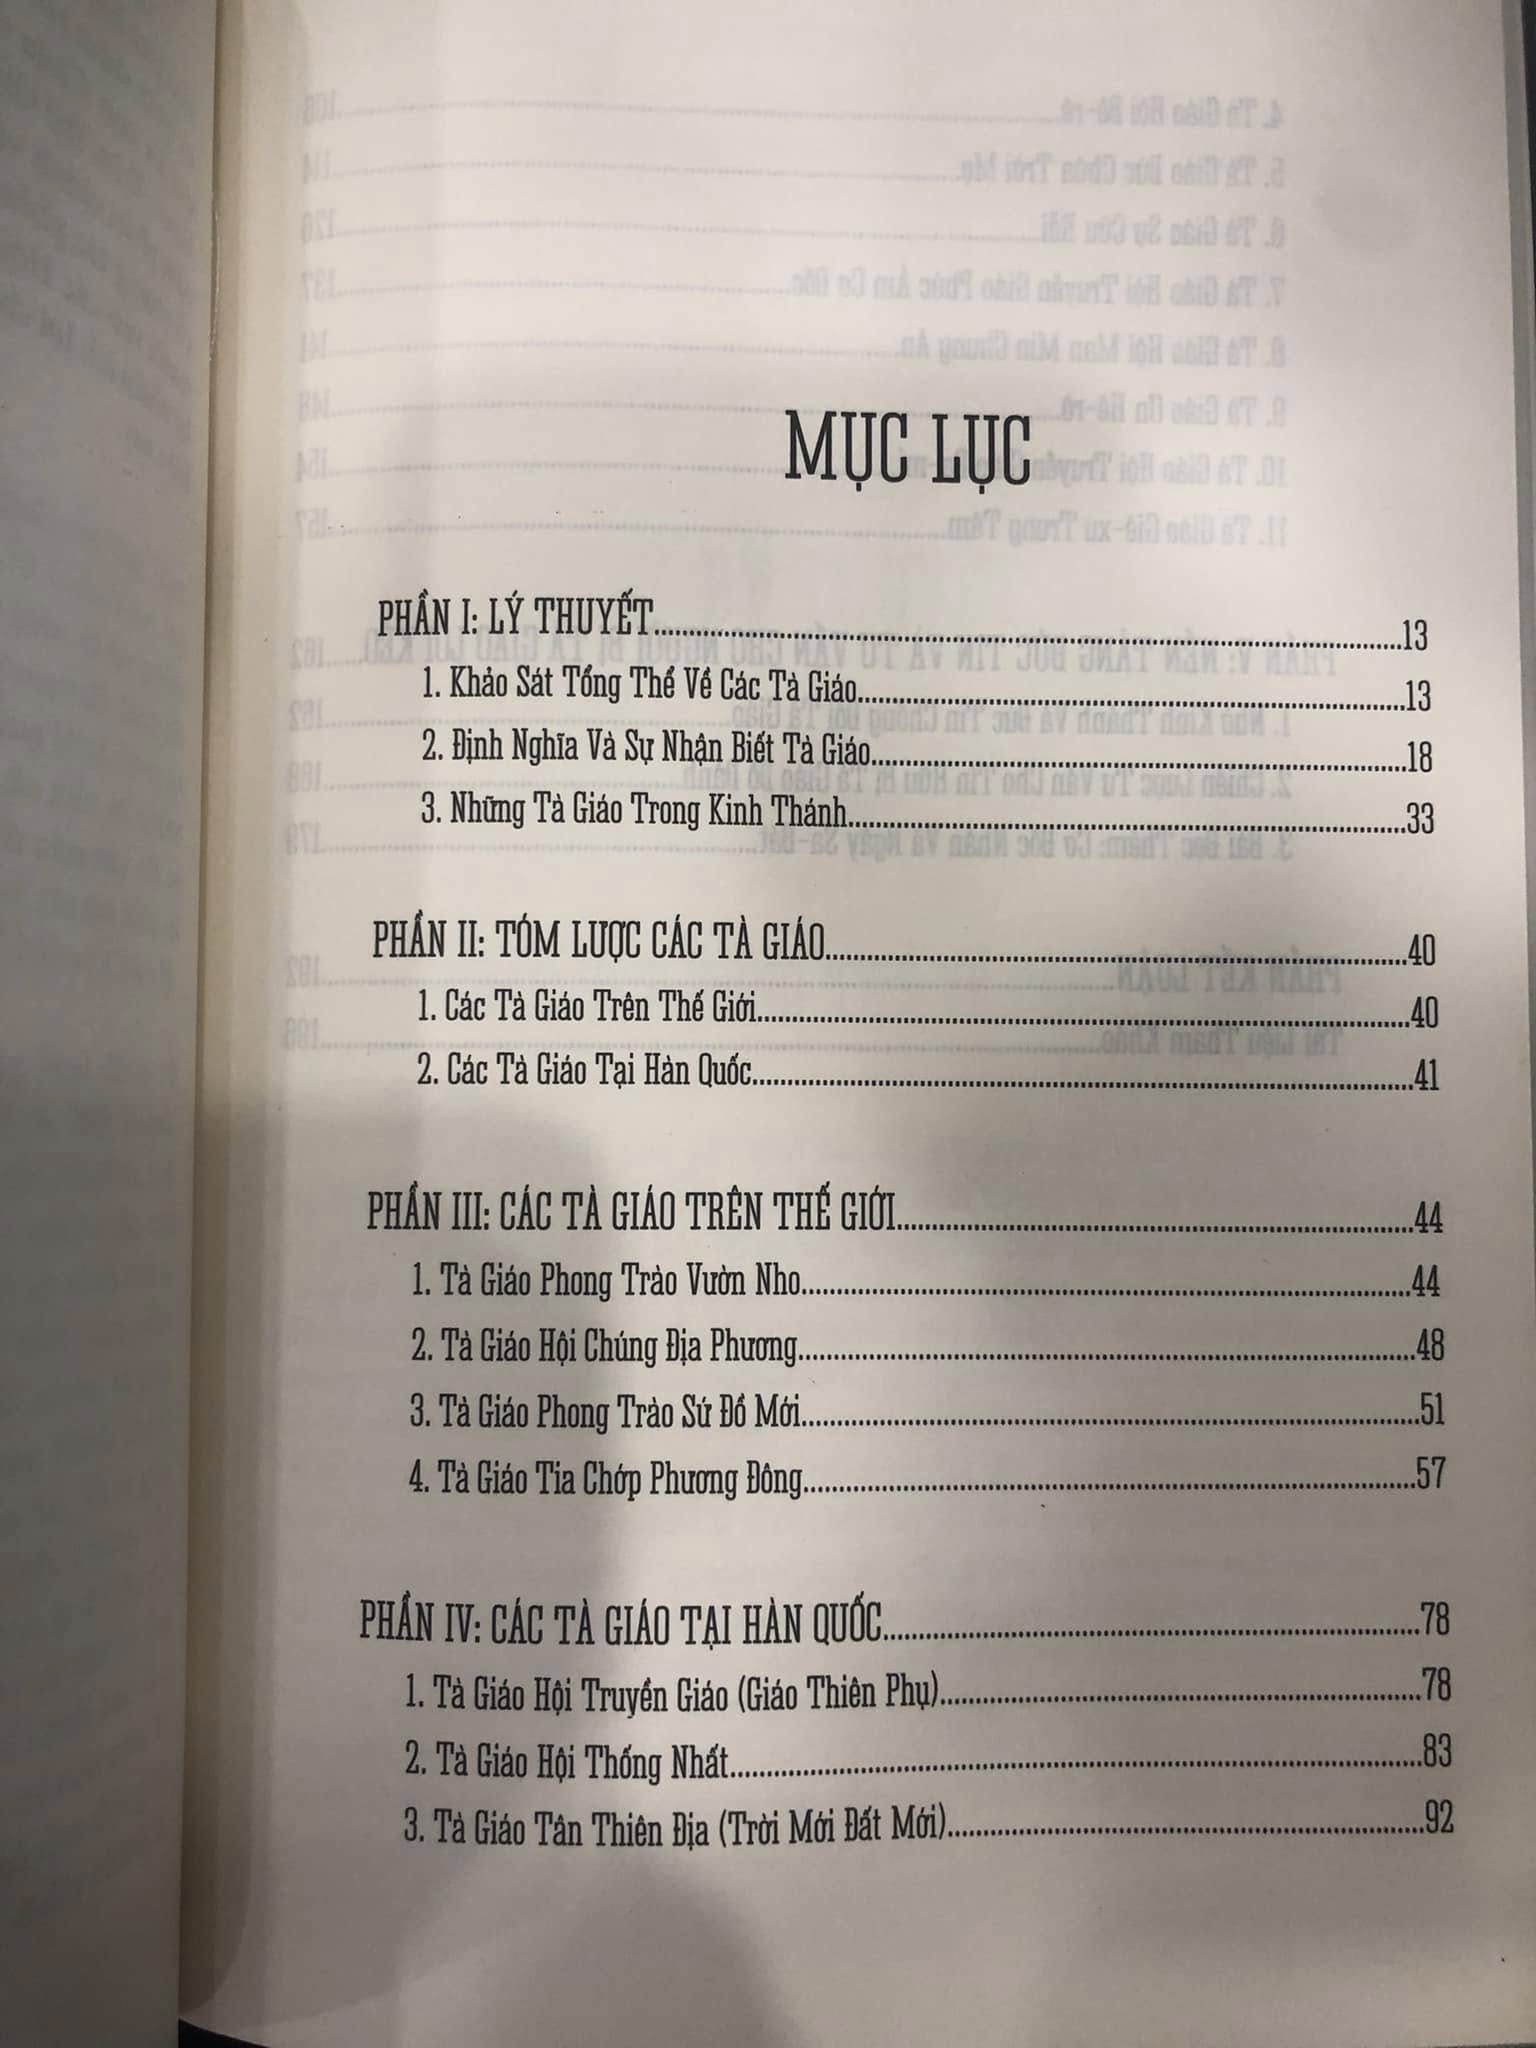 MỤC LỤC
PHẦN I: LÝ THUYẾT.....13
1. Khảo Sát Tổng Thể Về Các Tà Giáo.....13
2. Định Nghĩa Và Sự Nhận Biết Tà Giáo.....18
3. Những Tà Giáo Trong Kinh Thánh.....33
PHẦN II: TÓM LƯỢC CÁC TÀ GIÁO.....40
1. Các Tà Giáo Trên Thế Giới.....40
2. Các Tà Giáo Tại Hàn Quốc.....41
PHẦN III: CÁC TÀ GIÁO TRÊN THẾ GIỚI.....44
1. Tà Giáo Phong Trào Vườn Nho.....44
2. Tà Giáo Hội Chúng Địa Phương.....48
3. Tà Giáo Phong Trào Sứ Đồ Mới.....51
4. Tà Giáo Tia Chớp Phương Đông.....57
PHẦN IV: CÁC TÀ GIÁO TẠI HÀN QUỐC.....78
1. Tà Giáo Hội Truyền Giáo (Giáo Thiên Phụ).....78
2. Tà Giáo Hội Thống Nhất.....83
3. Tà Giáo Tân Thiên Địa (Trời Mới Đất Mới).....92